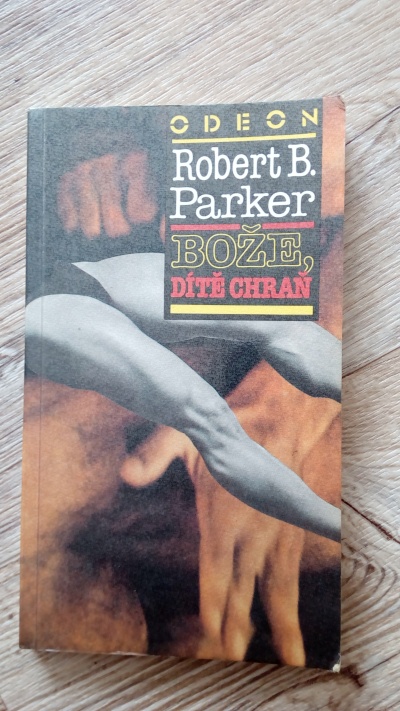 ODEON
Robert B.
Parker
BOŽE,
DÍTĚ CHRAŇ